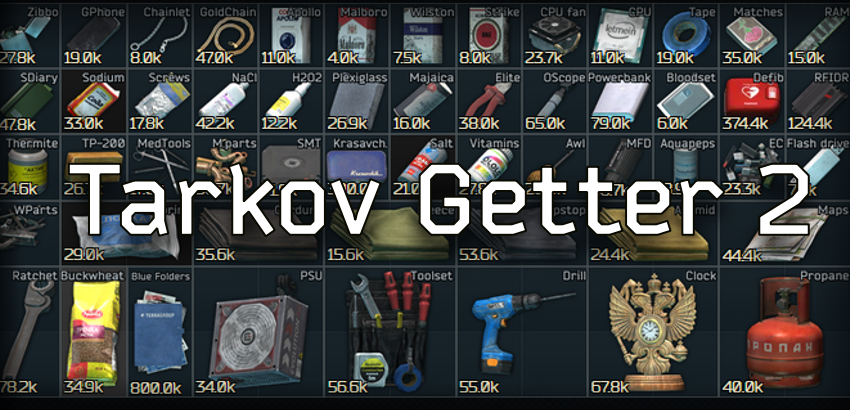 Zibbo GPhone Chainlet GoldChain Apollo Malboro Wilston Strike CPU fan GPU Tape Matches RAM
27.8k 19.0k 8.0k 47.0k 11.0k 4.0k 7.5k 8.0k 23.7k 11.0k 19.0k 35.0k 15.0k
SDiary Sodium Screws NaCl H2O2 Plexiglass Majaica Elite OScope Powerbank Bloodset Defib RFIDR
47.8k 33.0k 17.8k 42.2k 12.2k 26.9k 16.0k 38.0k 65.0k 79.0k 6.0k 374.4k 124.4k
Thermite TP-200 MedTools M.parts SMT Krasavch. Salt Vitamins Awl MFD Aquapeps EC Flash drive
34.6k 23.3k
Tarkov Getter 2
WParts Maps
29.0k 35.6k 15.6k 53.6k 24.4k 44.4k
Ratchet Buckwheat Blue Folders PSU Toolset Drill Clock Propane
TERRAGROUP
ПРОПАН
78.2k 34.9k 800.0k 34.0k 56.6k 55.0k 67.8k 40.0k